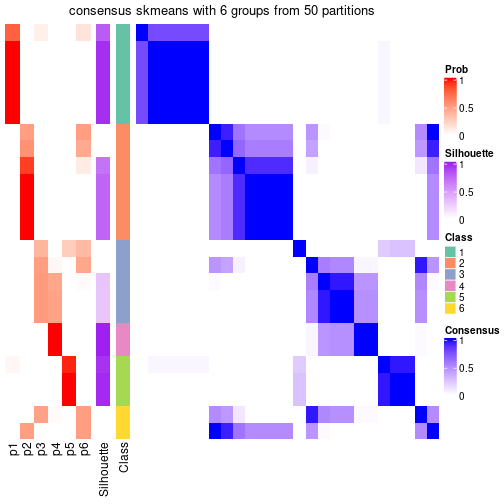 consensus skmeans with 6 groups from 50 partitions
Prob
1
0.5
0
Silhouette
1
0.5
0
Class
1
2
3
4
5
6
Consensus
1
0.5
0
p1
p2
p3
p4
p5
p6
Silhouette
Class